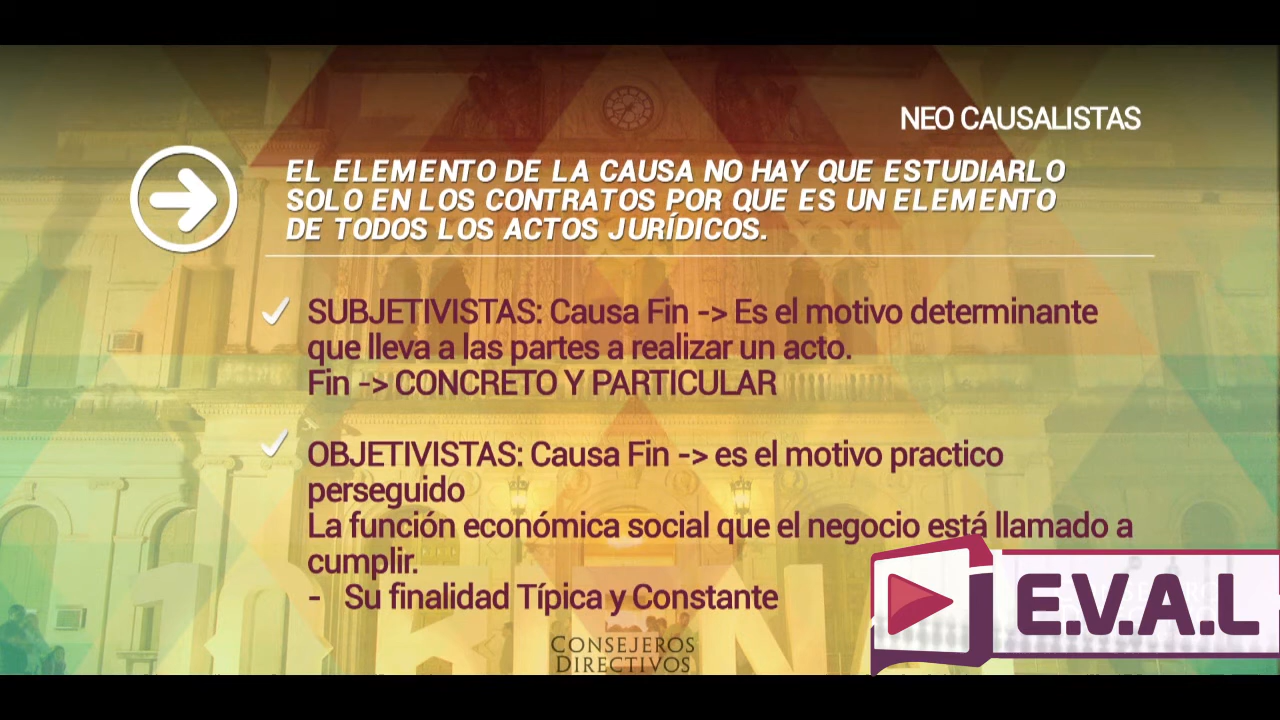 NEO CAUSALISTAS
EL ELEMENTO DE LA CAUSA NO HAY QUE ESTUDIARLO
SOLO EN LOS CONTRATOS POR QUE ES UN ELEMENTO
DE TODOS LOS ACTOS JURÍDICOS.
SUBJETIVISTAS: Causa Fin -> Es el motivo determinante
que lleva a las partes a realizar un acto.
Fin -> CONCRETO Y PARTICULAR
OBJETIVISTAS: Causa Fin -> es el motivo practico
perseguido
La función económica social que el negocio está llamado a
cumplir.
- Su finalidad Típica y Constante
E.V.A.L
CONSEJEROS
DIRECTIVOS